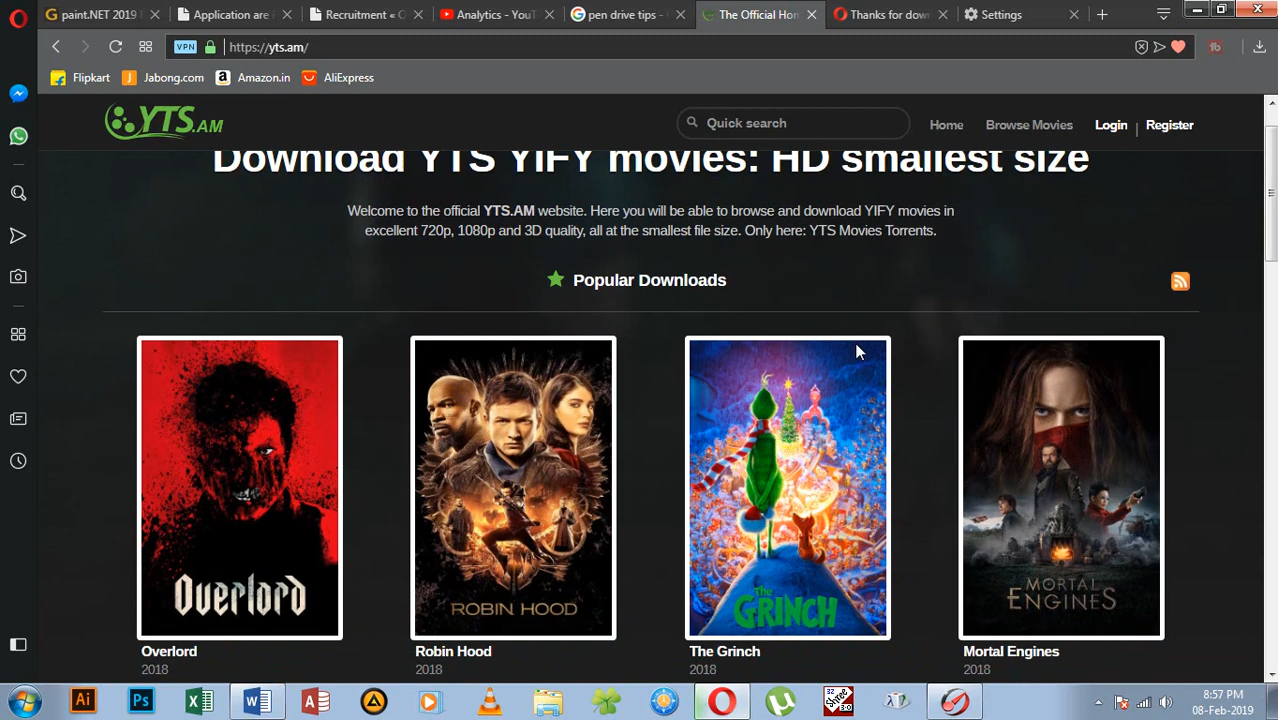 paint.NET 2019
Application are
Recruitment « O
Analytics - YouT
pen drive tips -
The Official Hon
Thanks for dow
Settings
VPN
https://yts.am/
Flipkart
Jabong.com
Amazon.in
AliExpress
YTS.AM
Quick search
Home
Browse Movies
Login
Register
Download YTS YIFY movies: HD smallest size
Welcome to the official YTS.AM website. Here you will be able to browse and download YIFY movies in
excellent 720p, 1080p and 3D quality, all at the smallest file size. Only here: YTS Movies Torrents.
Popular Downloads
Overlord
ROBIN HOOD
The GRINCH
MORTAL
ENGINES
Overlord
Robin Hood
The Grinch
Mortal Engines
2018
2018
2018
2018
Ai
Ps
8:57 PM
08-Feb-2019